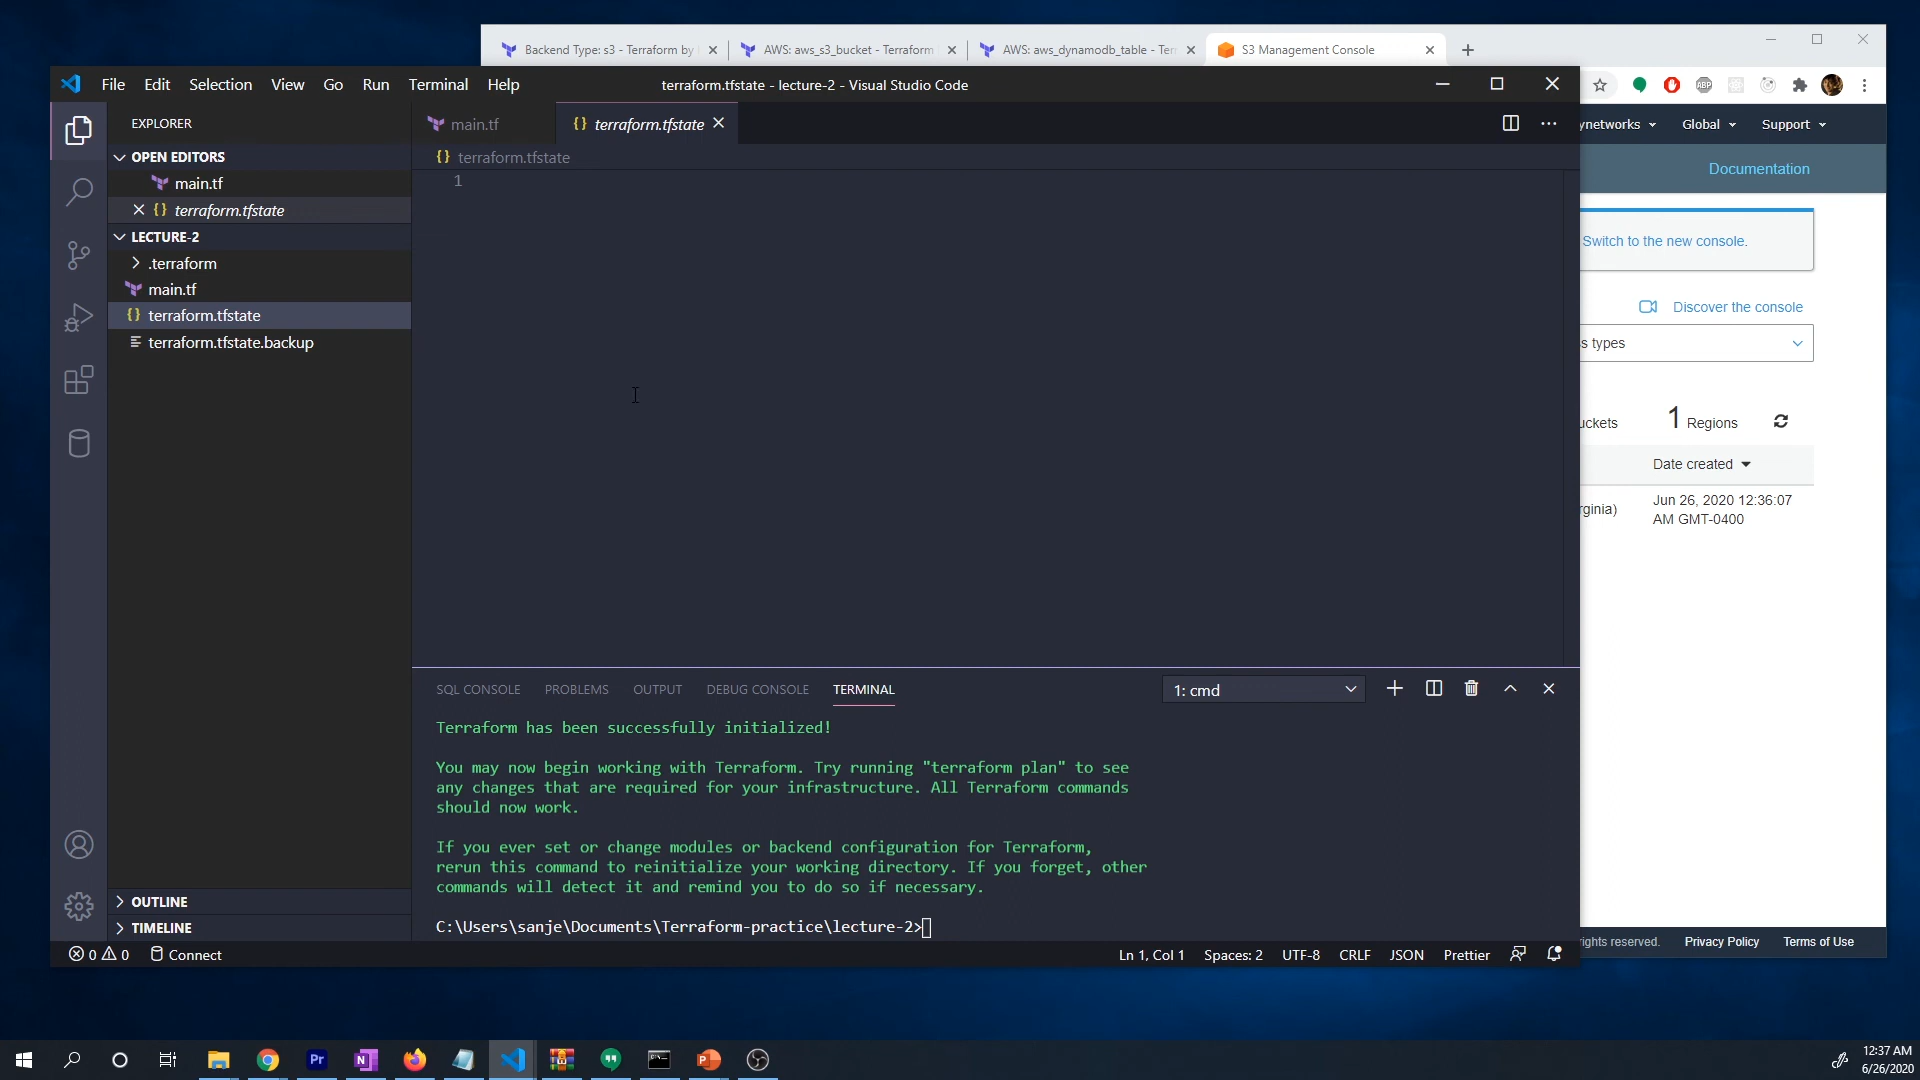 Backend Type: s3 - Terraform by
AWS: aws_s3_bucket - Terraform
AWS: aws_dynamodb_table - Ter
S3 Management Console
File Edit Selection View Go Run Terminal Help
terraform.tfstate - lecture-2 - Visual Studio Code
ABP
EXPLORER
main.tf
{} terraform.tfstate
ynetworks
Global
Support
OPEN EDITORS
main.tf
{} terraform.tfstate
{} terraform.tfstate
1
Documentation
LECTURE-2
.terraform
main.tf
{} terraform.tfstate
terraform.tfstate.backup
Switch to the new console.
Discover the console
s types
uckets
1 Regions
Date created
rginia)
Jun 26, 2020 12:36:07
AM GMT-0400
SQL CONSOLE PROBLEMS OUTPUT DEBUG CONSOLE TERMINAL
1: cmd
Terraform has been successfully initialized!
You may now begin working with Terraform. Try running "terraform plan" to see
any changes that are required for your infrastructure. All Terraform commands
should now work.
If you ever set or change modules or backend configuration for Terraform,
rerun this command to reinitialize your working directory. If you forget, other
commands will detect it and remind you to do so if necessary.
C:\Users\sanje\Documents\Terraform-practice\lecture-2>
OUTLINE
TIMELINE
0 0 Connect
Ln 1, Col 1 Spaces: 2 UTF-8 CRLF JSON Prettier
ights reserved. Privacy Policy Terms of Use
Pr
N
P
12:37 AM
6/26/2020